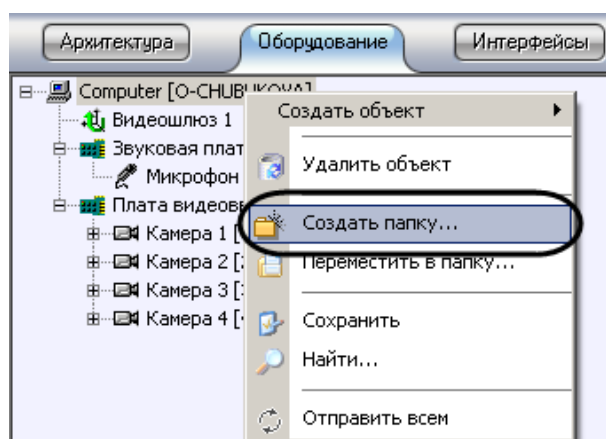 Архитектура Оборудование Интерфейсы
Computer [O-CHUBUKOVA]
Создать объект
Видеошлюз 1
Звуковая плат
Удалить объект
Микрофон
Плата видеов
Создать папку...
Камера 1 [
Камера 2 [
Переместить в папку...
Камера 3 [
Камера 4 [
Сохранить
Найти...
Отправить всем